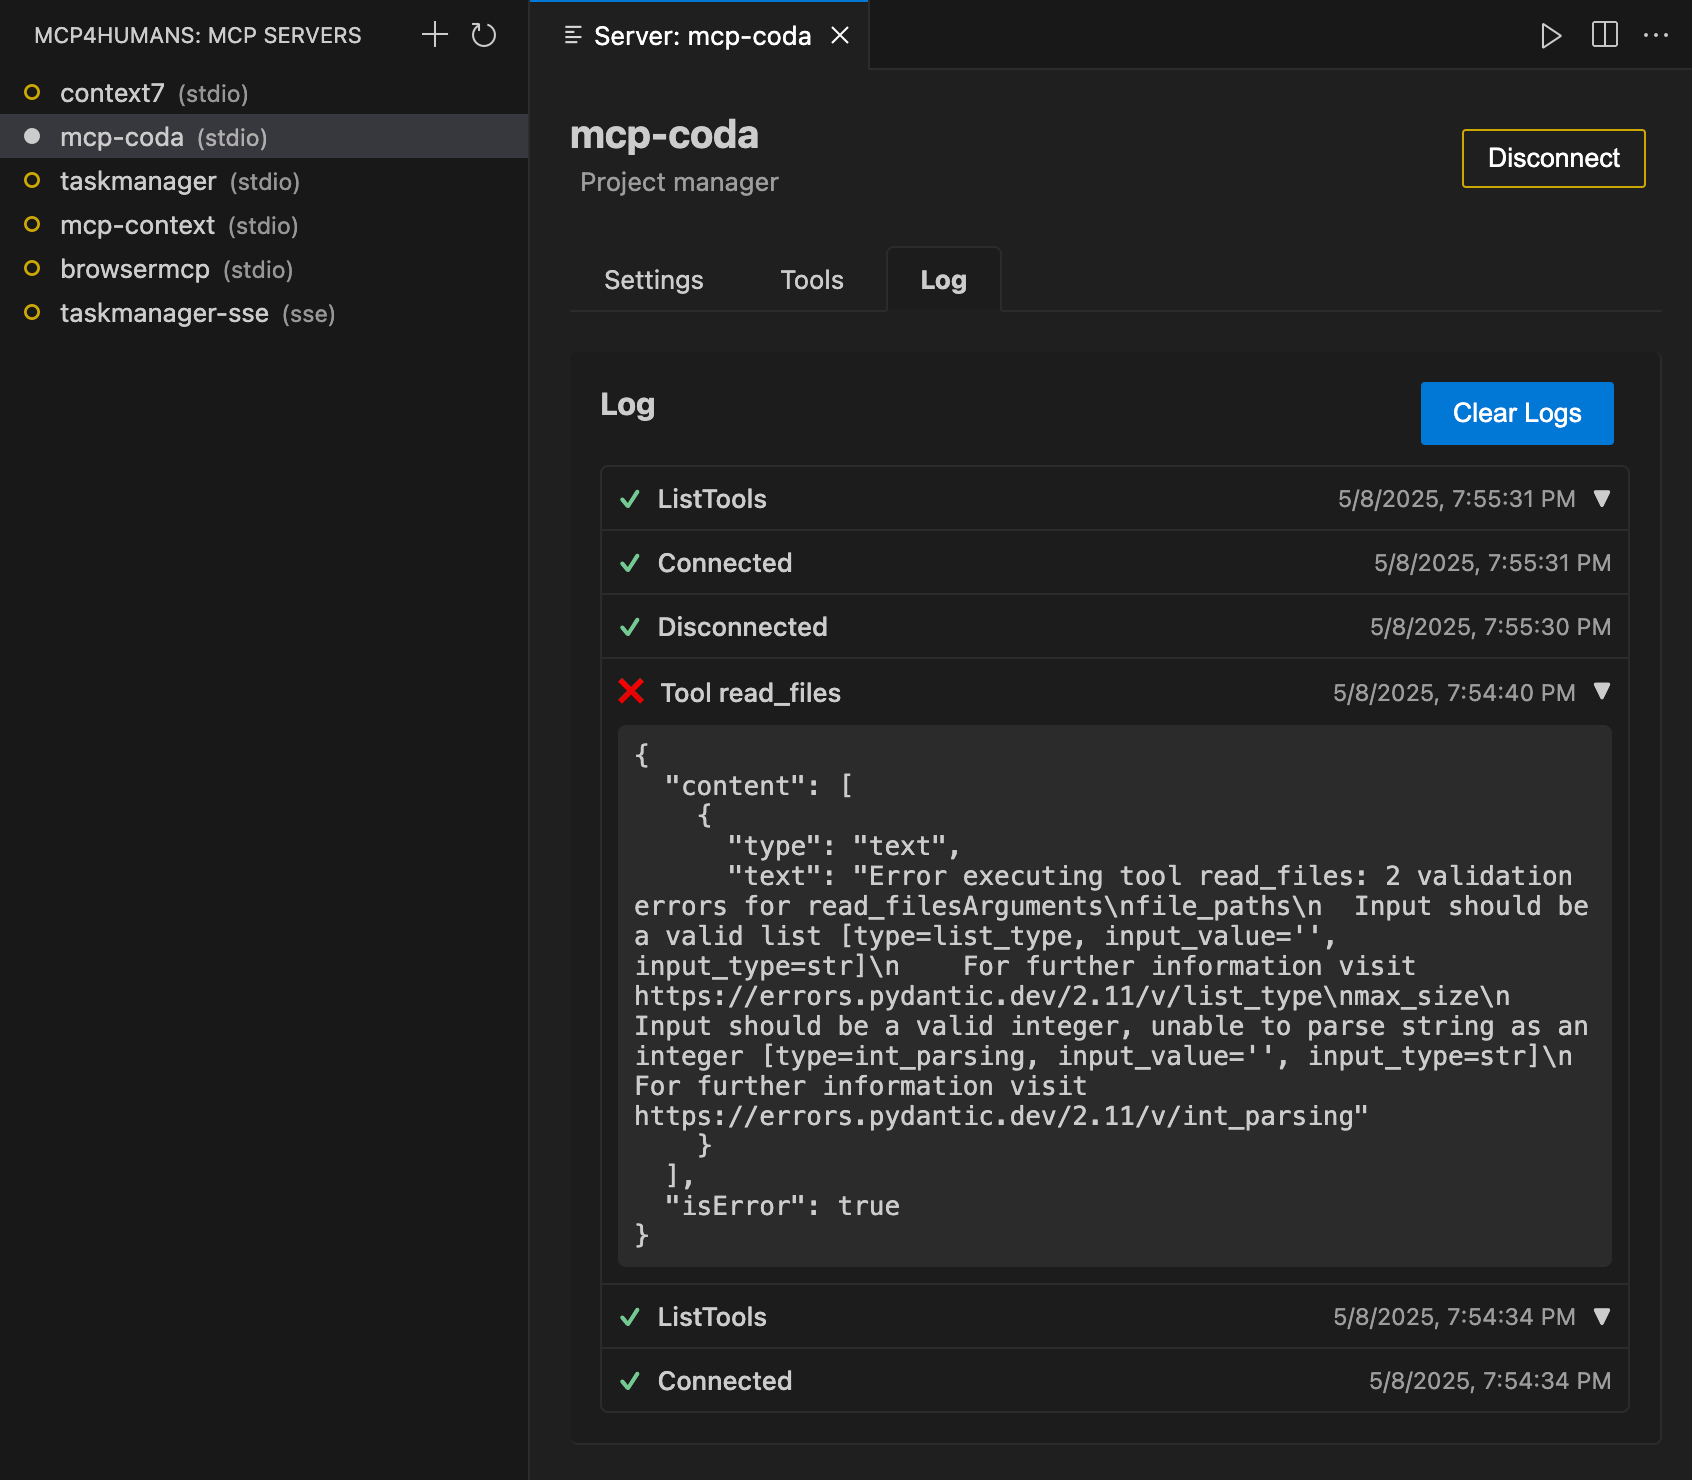 MCP4HUMANS: MCP SERVERS
context7 (stdio)
mcp-coda (stdio)
taskmanager (stdio)
mcp-context (stdio)
browsermcp (stdio)
taskmanager-sse (sse)
Server: mcp-coda
mcp-coda
Project manager
Disconnect
Settings
Tools
Log
Log
Clear Logs
ListTools 5/8/2025, 7:55:31 PM
Connected 5/8/2025, 7:55:31 PM
Disconnected 5/8/2025, 7:55:30 PM
Tool read_files 5/8/2025, 7:54:40 PM
{
  "content": [
    {
      "type": "text",
      "text": "Error executing tool read_files: 2 validation
errors for read_filesArguments\nfile_paths\n  Input should be
a valid list [type=list_type, input_value='',
input_type=str]\n    For further information visit
https://errors.pydantic.dev/2.11/v/list_type\nmax_size\n
Input should be a valid integer, unable to parse string as an
integer [type=int_parsing, input_value='', input_type=str]\n
For further information visit
https://errors.pydantic.dev/2.11/v/int_parsing"
    }
  ],
  "isError": true
}
ListTools 5/8/2025, 7:54:34 PM
Connected 5/8/2025, 7:54:34 PM